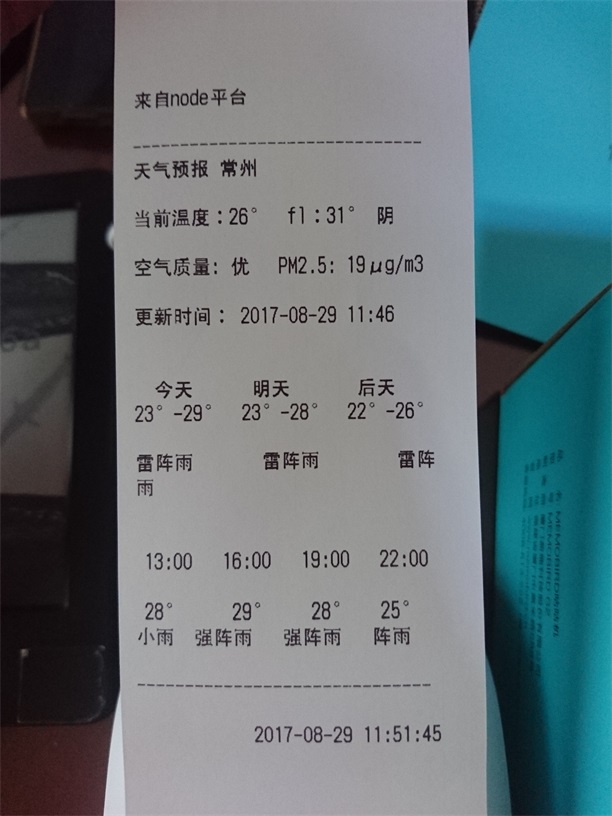 来自node平台
------------------------------
天气预报 常州
当前温度：26° fl：31° 阴
空气质量: 优 PM2.5: 19μg/m3
更新时间： 2017-08-29 11:46
今天 明天 后天
23°-29° 23°-28° 22°-26°
雷阵雨 雷阵雨 雷阵
雨
13:00 16:00 19:00 22:00
28° 29° 28° 25°
小雨 强阵雨 强阵雨 阵雨
------------------------------
2017-08-29 11:51:45